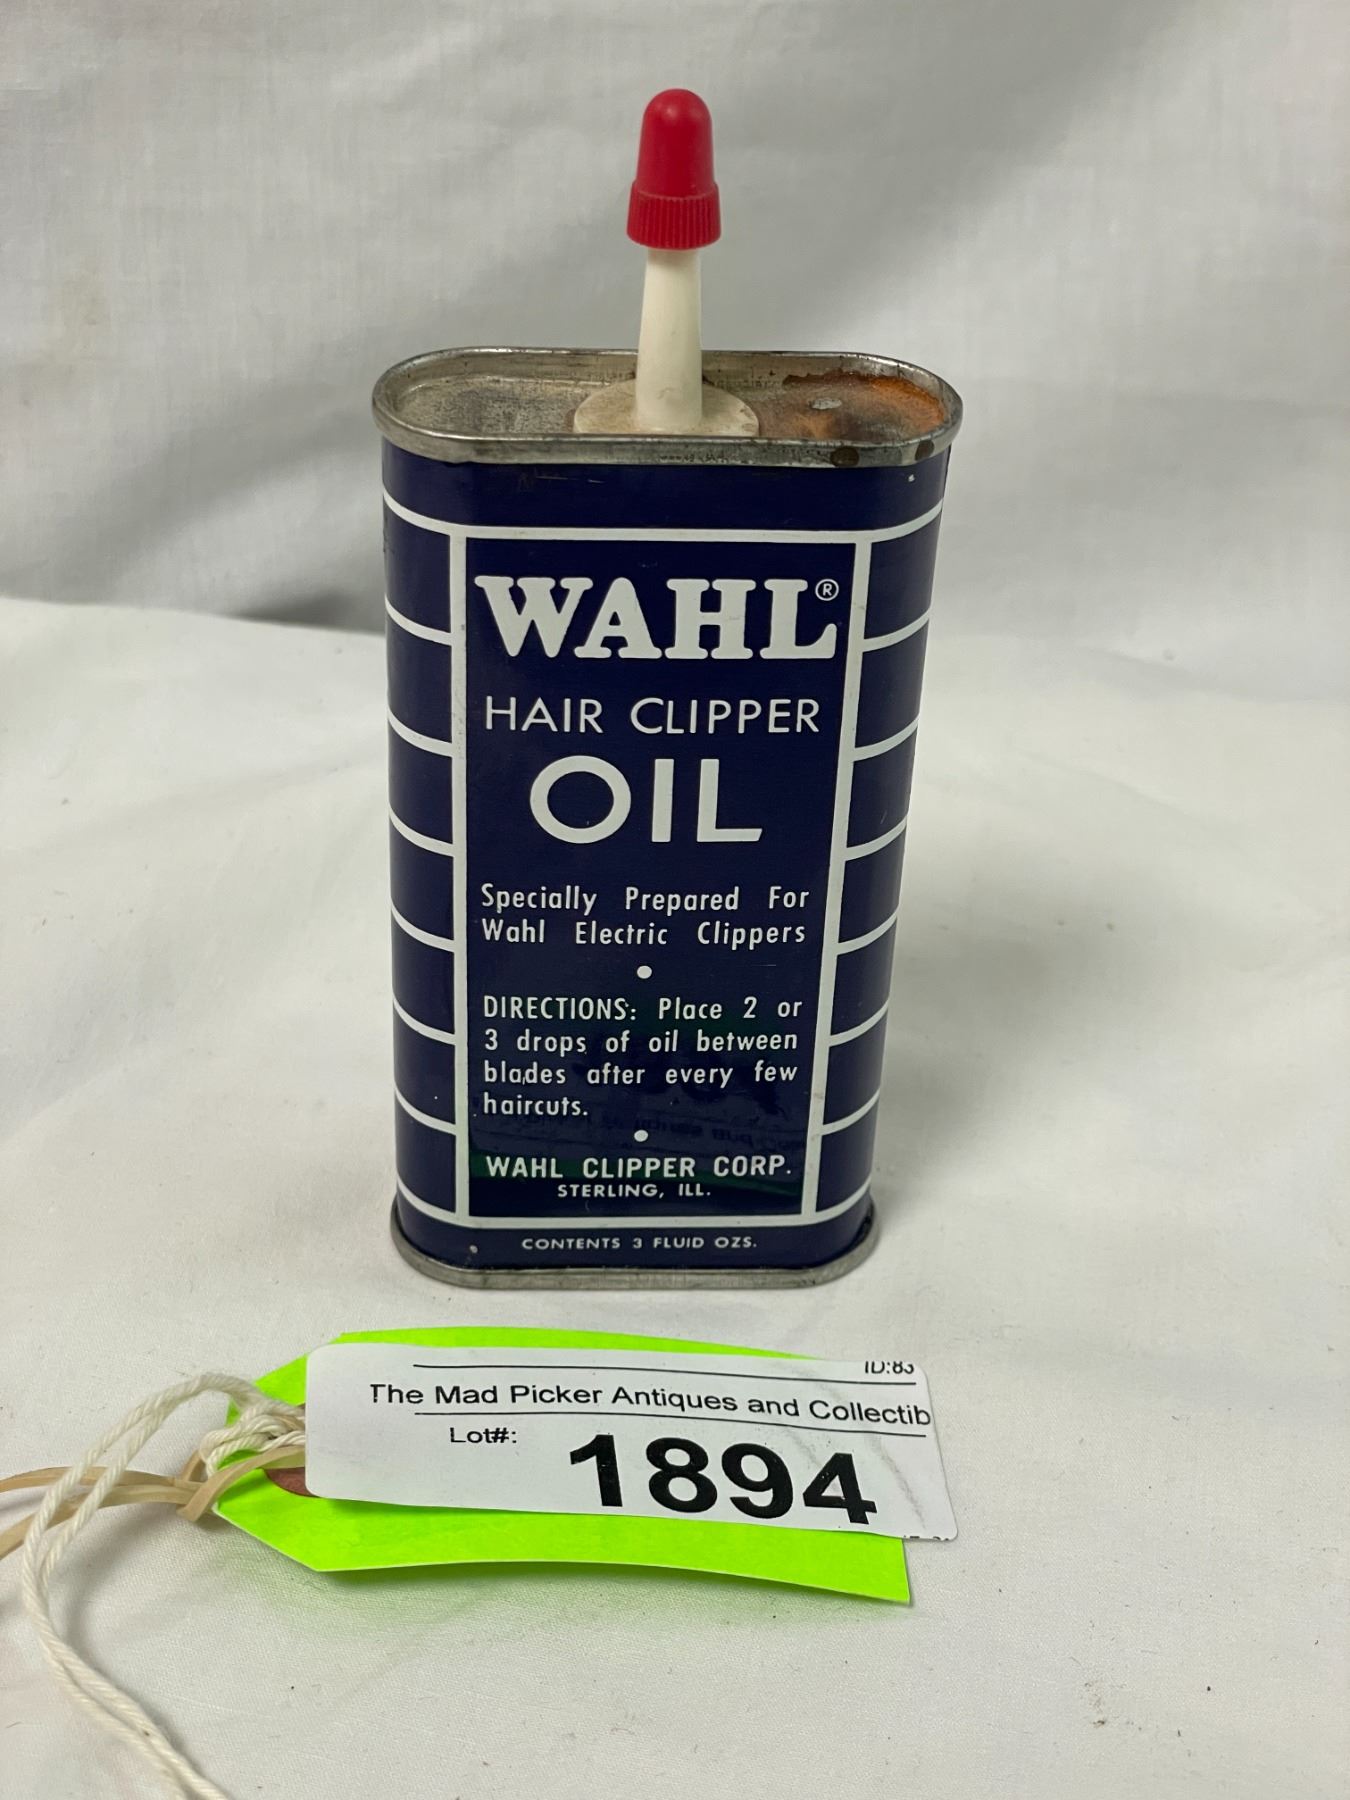 WAHL®
HAIR CLIPPER
OIL
Specially Prepared For
Wahl Electric Clippers
•
DIRECTIONS: Place 2 or
3 drops of oil between
blades after every few
haircuts.
•
WAHL CLIPPER CORP.
STERLING, ILL.
CONTENTS 3 FLUID OZS.
ID:83
The Mad Picker Antiques and Collectib
Lot#:
1894